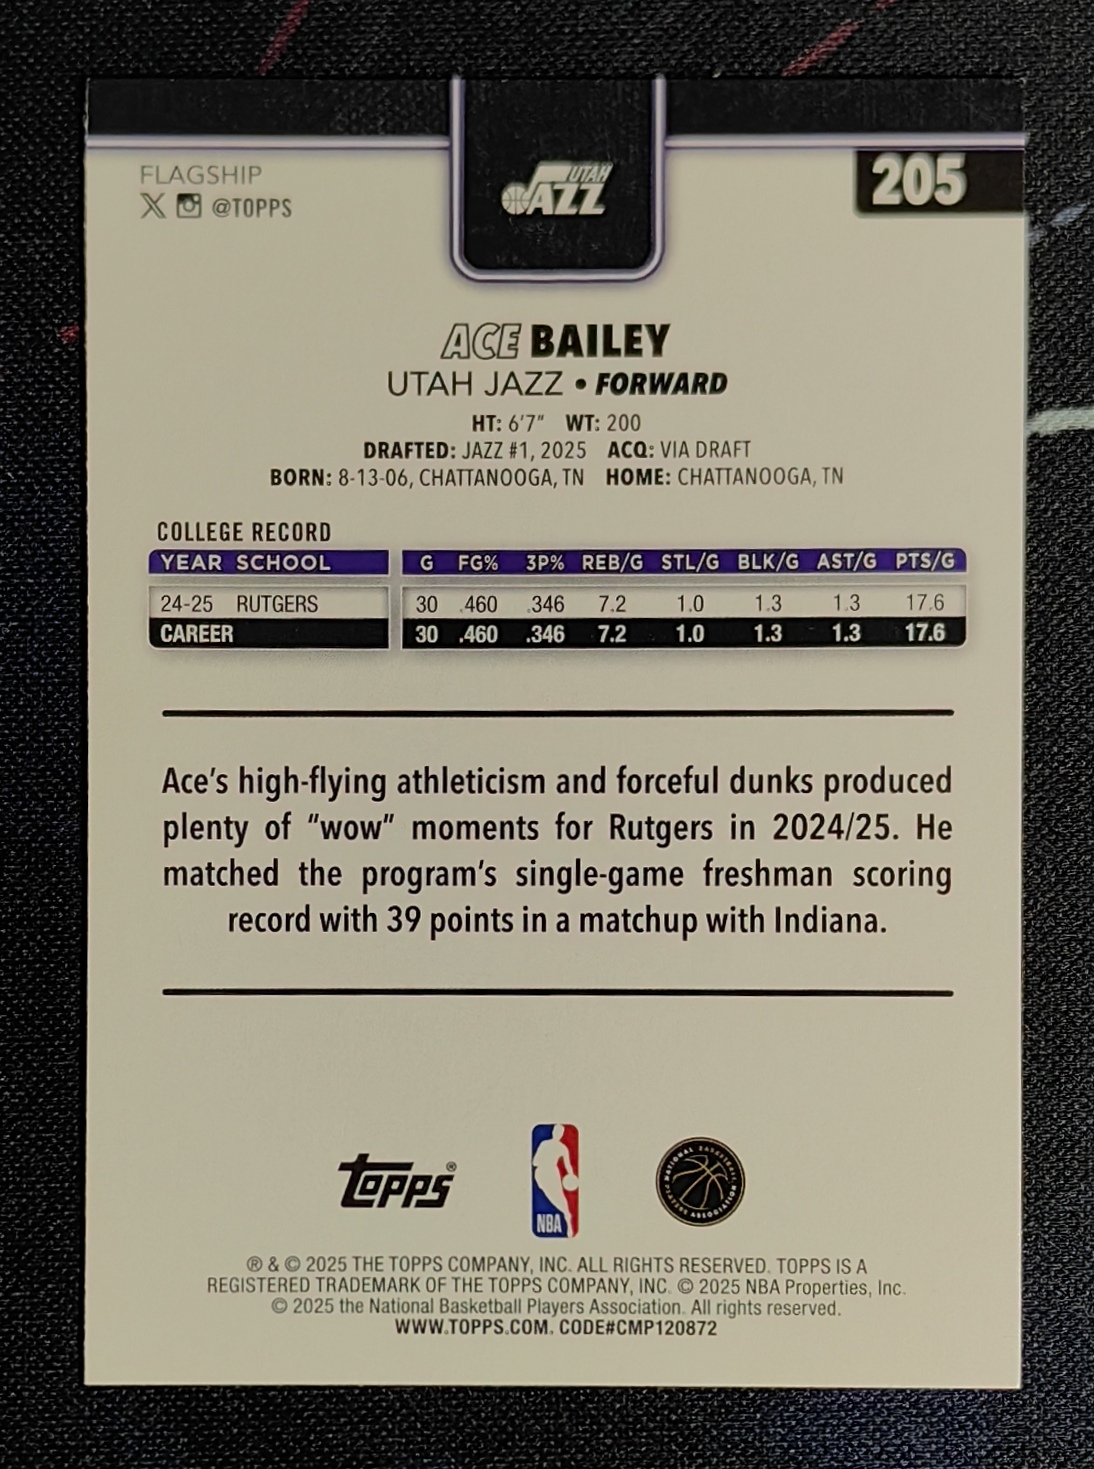 UTAH
JAZZ
FLAGSHIP
X @TOPPS
205
ACE BAILEY
UTAH JAZZ • FORWARD
HT: 6'7" WT: 200
DRAFTED: JAZZ #1, 2025 ACQ: VIA DRAFT
BORN: 8-13-06, CHATTANOOGA, TN HOME: CHATTANOOGA, TN
COLLEGE RECORD
YEAR SCHOOL G FG% 3P% REB/G STL/G BLK/G AST/G PTS/G
24-25 RUTGERS 30 .460 .346 7.2 1.0 1.3 1.3 17.6
CAREER 30 .460 .346 7.2 1.0 1.3 1.3 17.6
Ace's high-flying athleticism and forceful dunks produced
plenty of "wow" moments for Rutgers in 2024/25. He
matched the program's single-game freshman scoring
record with 39 points in a matchup with Indiana.
topps®
NBA
NATIONAL BASKETBALL PLAYERS ASSOCIATION
® & © 2025 THE TOPPS COMPANY, INC. ALL RIGHTS RESERVED. TOPPS IS A
REGISTERED TRADEMARK OF THE TOPPS COMPANY, INC. © 2025 NBA Properties, Inc.
© 2025 the National Basketball Players Association. All rights reserved.
WWW.TOPPS.COM. CODE#CMP120872